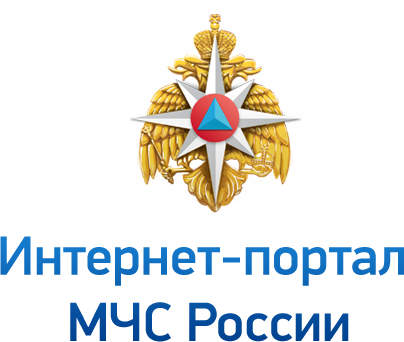 Интернет-портал
МЧС России